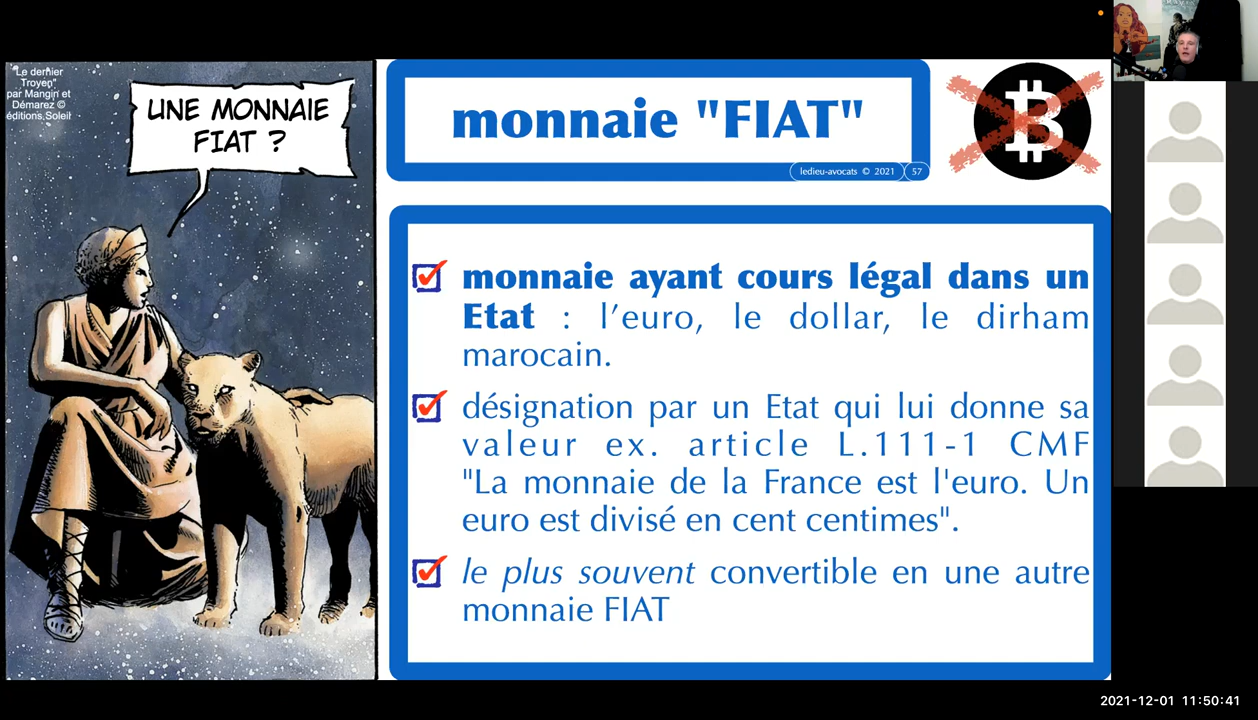 "Le dernier
Troyen"
par Mangin et
Démarez ©
éditions Soleil
UNE MONNAIE
FIAT ?
monnaie "FIAT"
ledieu-avocats © 2021
57
monnaie ayant cours légal dans un
Etat : l'euro, le dollar, le dirham
marocain.
désignation par un Etat qui lui donne sa
valeur ex. article L.111-1 CMF
"La monnaie de la France est l'euro. Un
euro est divisé en cent centimes".
le plus souvent convertible en une autre
monnaie FIAT
2021-12-01 11:50:41